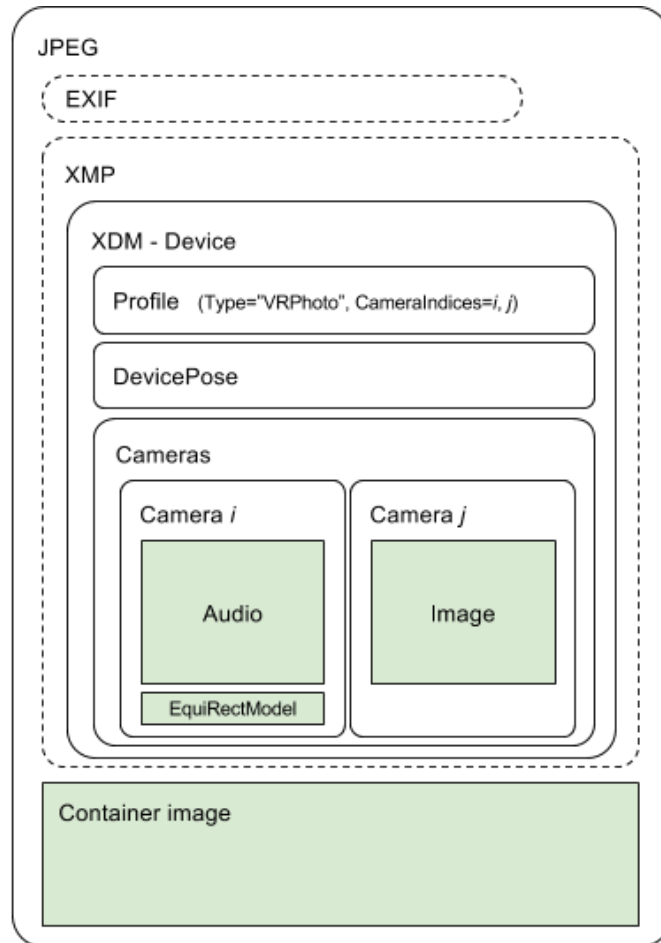 JPEG
EXIF
XMP
XDM - Device
Profile (Type="VRPhoto", CameraIndices=i, j)
DevicePose
Cameras
Camera i
Camera j
Audio
Image
EquiRectModel
Container image